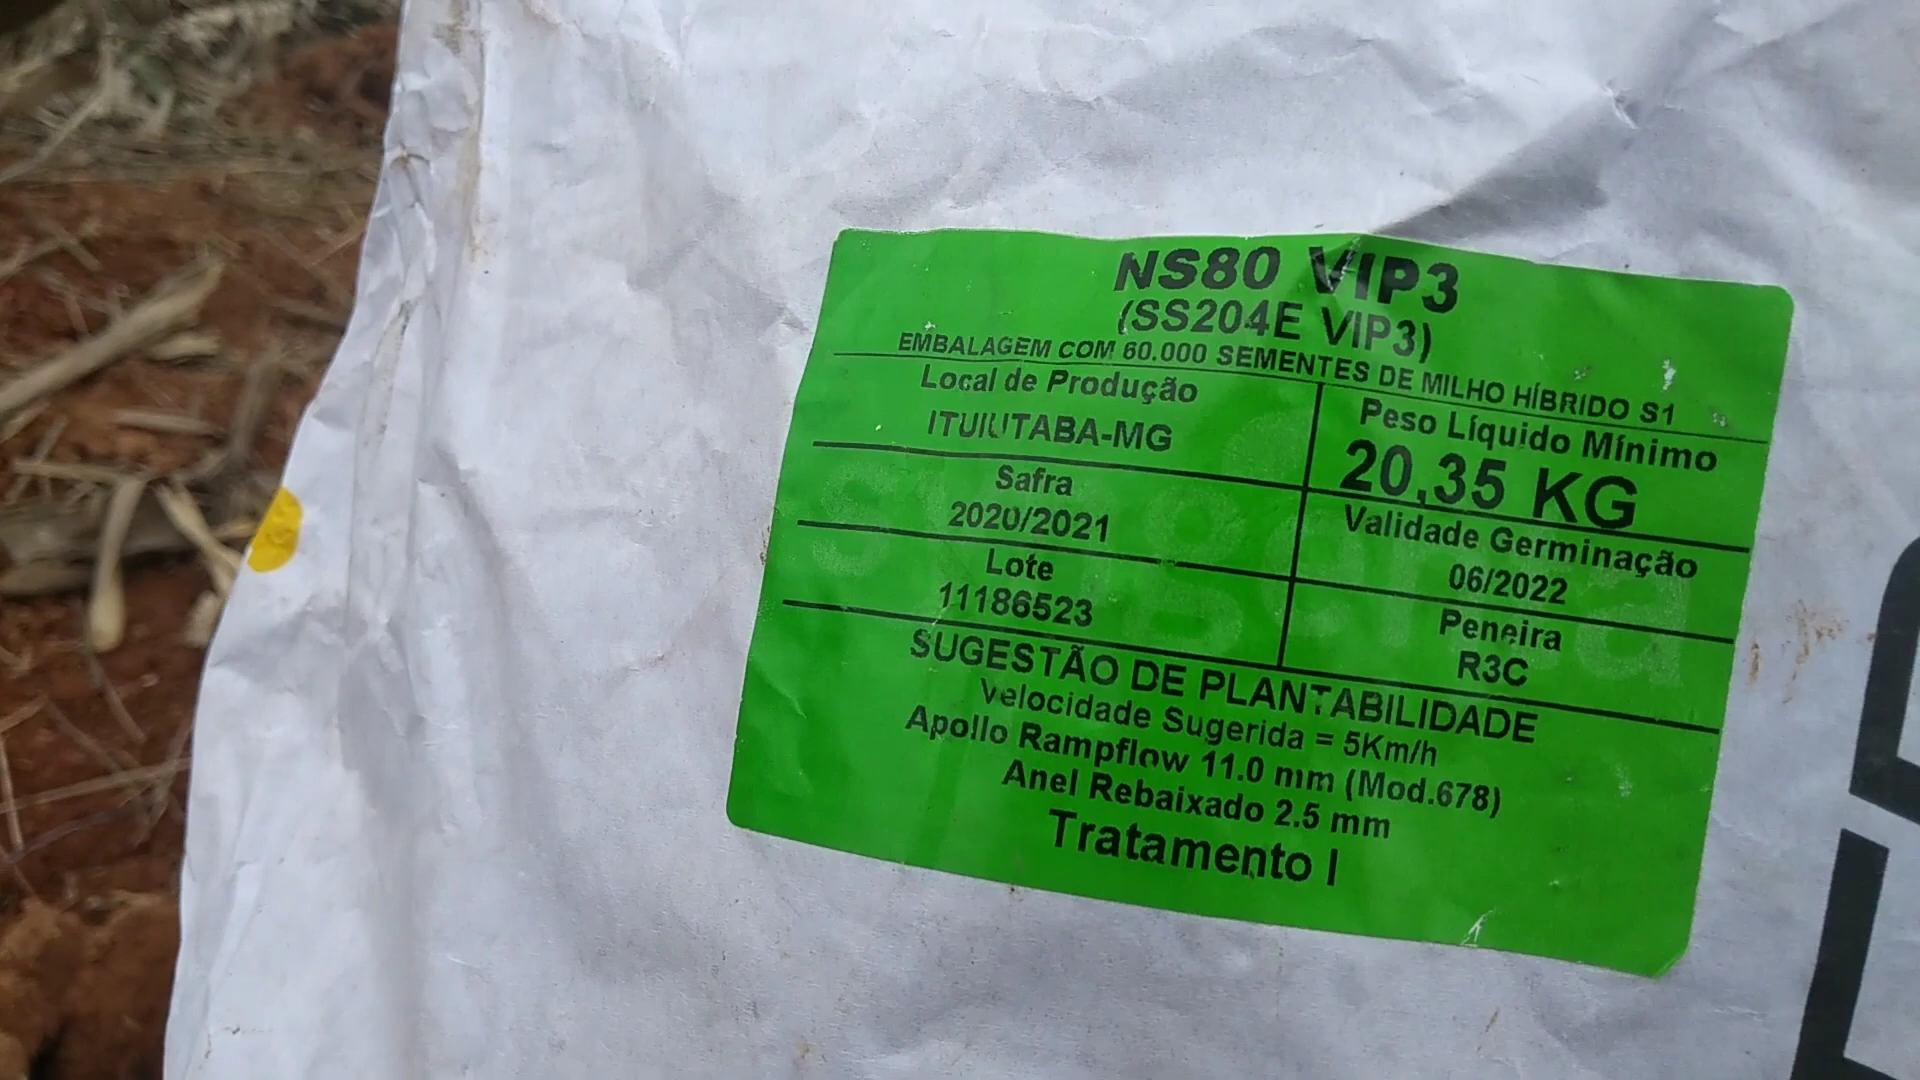 NS80 VIP3
(SS204E VIP3)
EMBALAGEM COM 60.000 SEMENTES DE MILHO HÍBRIDO S1
Local de Produção
ITUIUTABA-MG
Peso Líquido Mínimo
20,35 KG
Safra
2020/2021
Validade Germinação
06/2022
Lote
11186523
Peneira
R3C
SUGESTÃO DE PLANTABILIDADE
Velocidade Sugerida = 5Km/h
Apollo Rampflow 11.0 mm (Mod.678)
Anel Rebaixado 2.5 mm
Tratamento I